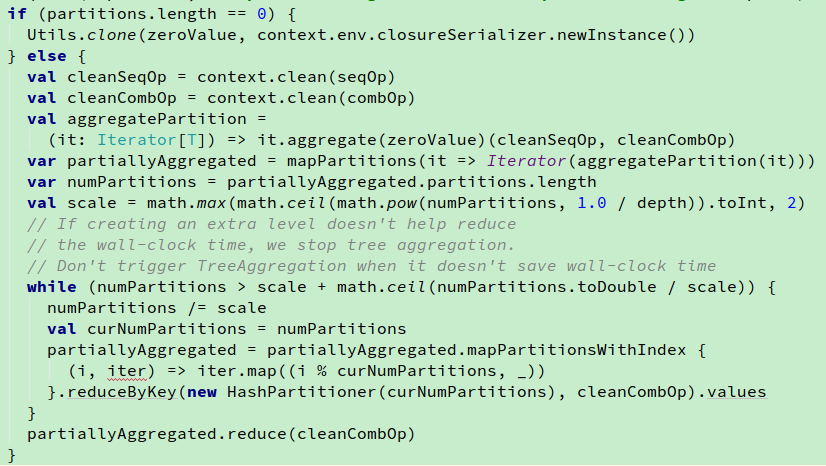 if (partitions.length == 0) {
  Utils.clone(zeroValue, context.env.closureSerializer.newInstance())
} else {
  val cleanSeqOp = context.clean(seqOp)
  val cleanCombOp = context.clean(combOp)
  val aggregatePartition =
    (it: Iterator[T]) => it.aggregate(zeroValue)(cleanSeqOp, cleanCombOp)
  var partiallyAggregated = mapPartitions(it => Iterator(aggregatePartition(it)))
  var numPartitions = partiallyAggregated.partitions.length
  val scale = math.max(math.ceil(math.pow(numPartitions, 1.0 / depth)).toInt, 2)
  // If creating an extra level doesn't help reduce
  // the wall-clock time, we stop tree aggregation.
  // Don't trigger TreeAggregation when it doesn't save wall-clock time
  while (numPartitions > scale + math.ceil(numPartitions.toDouble / scale)) {
    numPartitions /= scale
    val curNumPartitions = numPartitions
    partiallyAggregated = partiallyAggregated.mapPartitionsWithIndex {
      (i, iter) => iter.map((i % curNumPartitions, _))
    }.reduceByKey(new HashPartitioner(curNumPartitions), cleanCombOp).values
  }
  partiallyAggregated.reduce(cleanCombOp)
}